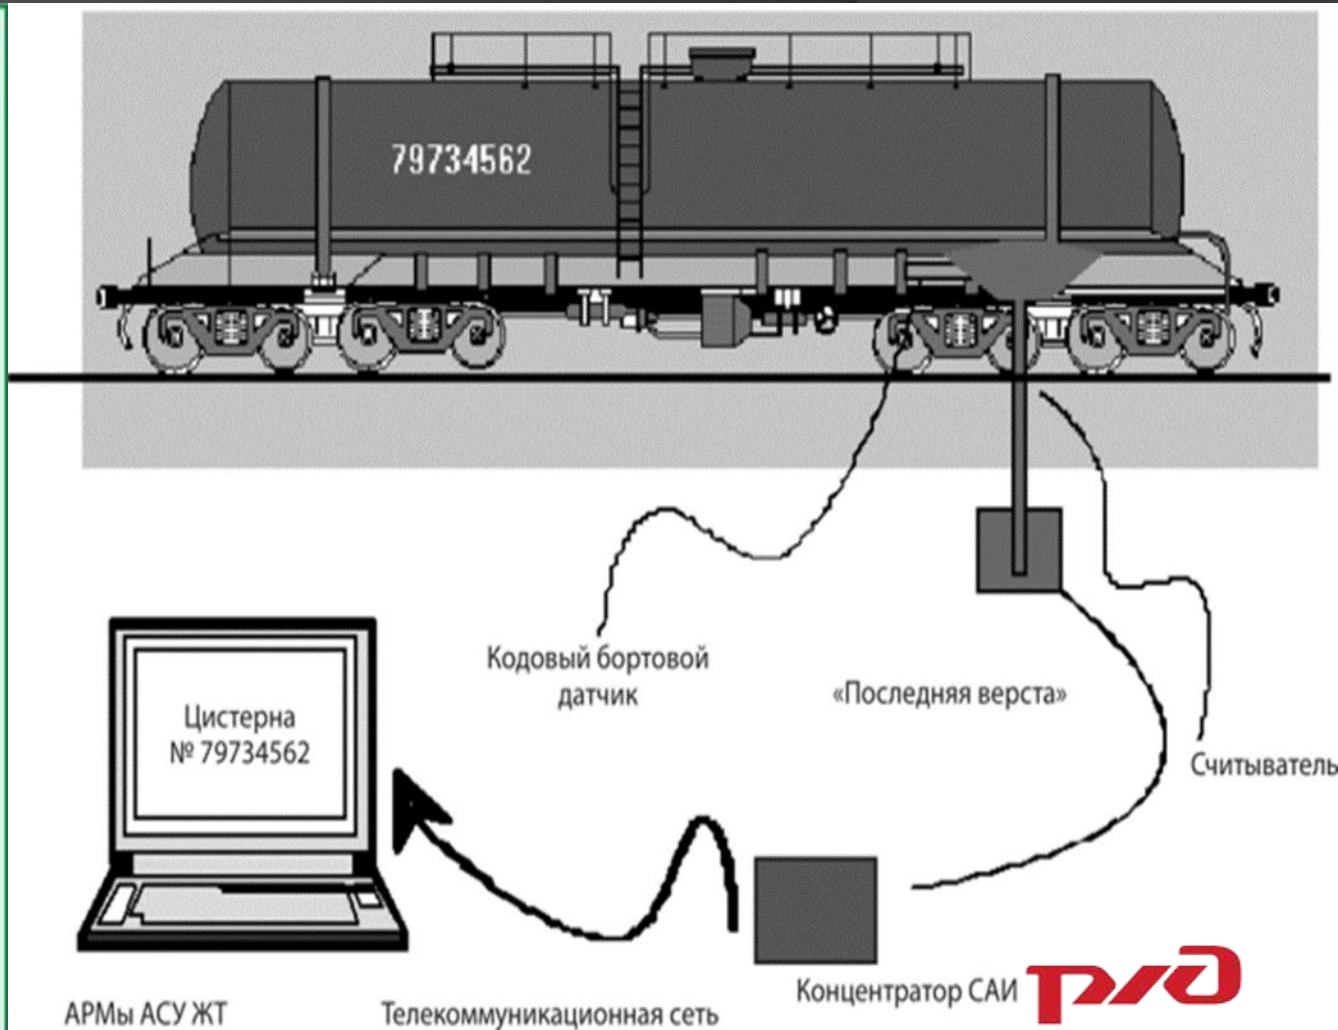 79734562
Кодовый бортовой
датчик
«Последняя верста»
Цистерна
№ 79734562
Считыватель
Концентратор САИ
АРМы АСУ ЖТ
Телекоммуникационная сеть
ржд